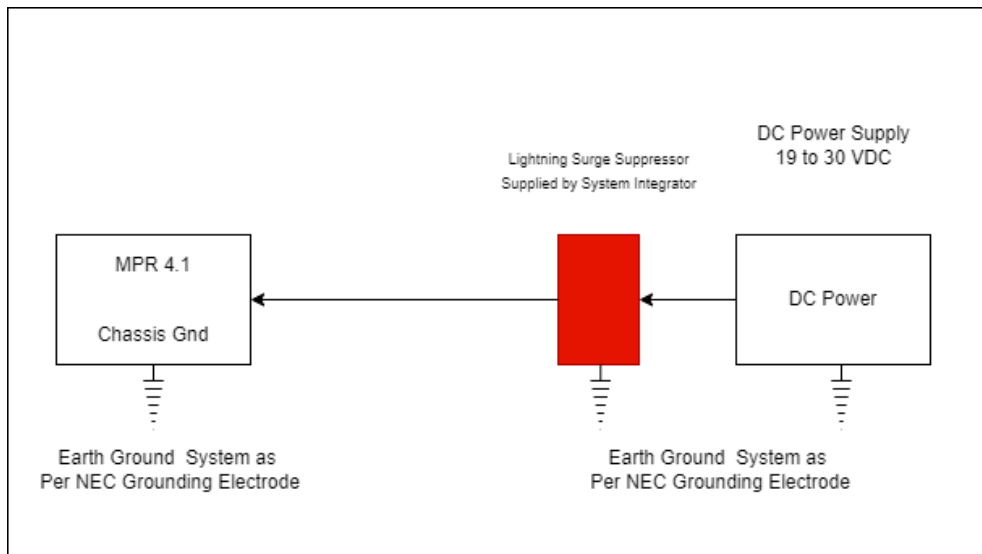 DC Power Supply
19 to 30 VDC
Lightning Surge Suppressor
Supplied by System Integrator
MPR 4.1
Chassis Gnd
DC Power
Earth Ground System as
Per NEC Grounding Electrode
Earth Ground System as
Per NEC Grounding Electrode